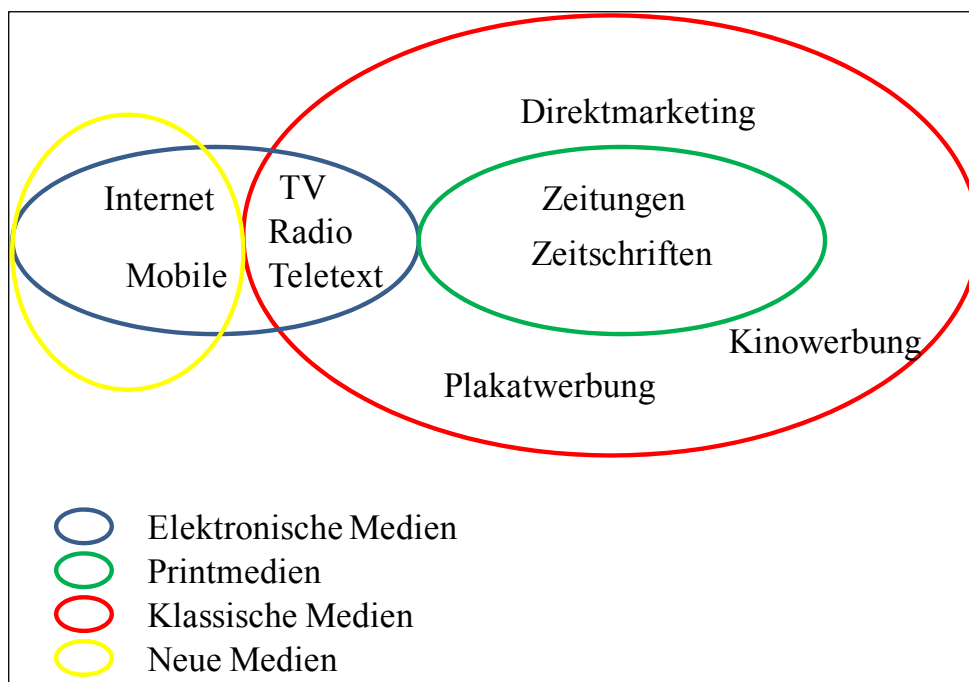 Direktmarketing
Internet
Mobile
TV
Radio
Teletext
Zeitungen
Zeitschriften
Kinowerbung
Plakatwerbung
Elektronische Medien
Printmedien
Klassische Medien
Neue Medien